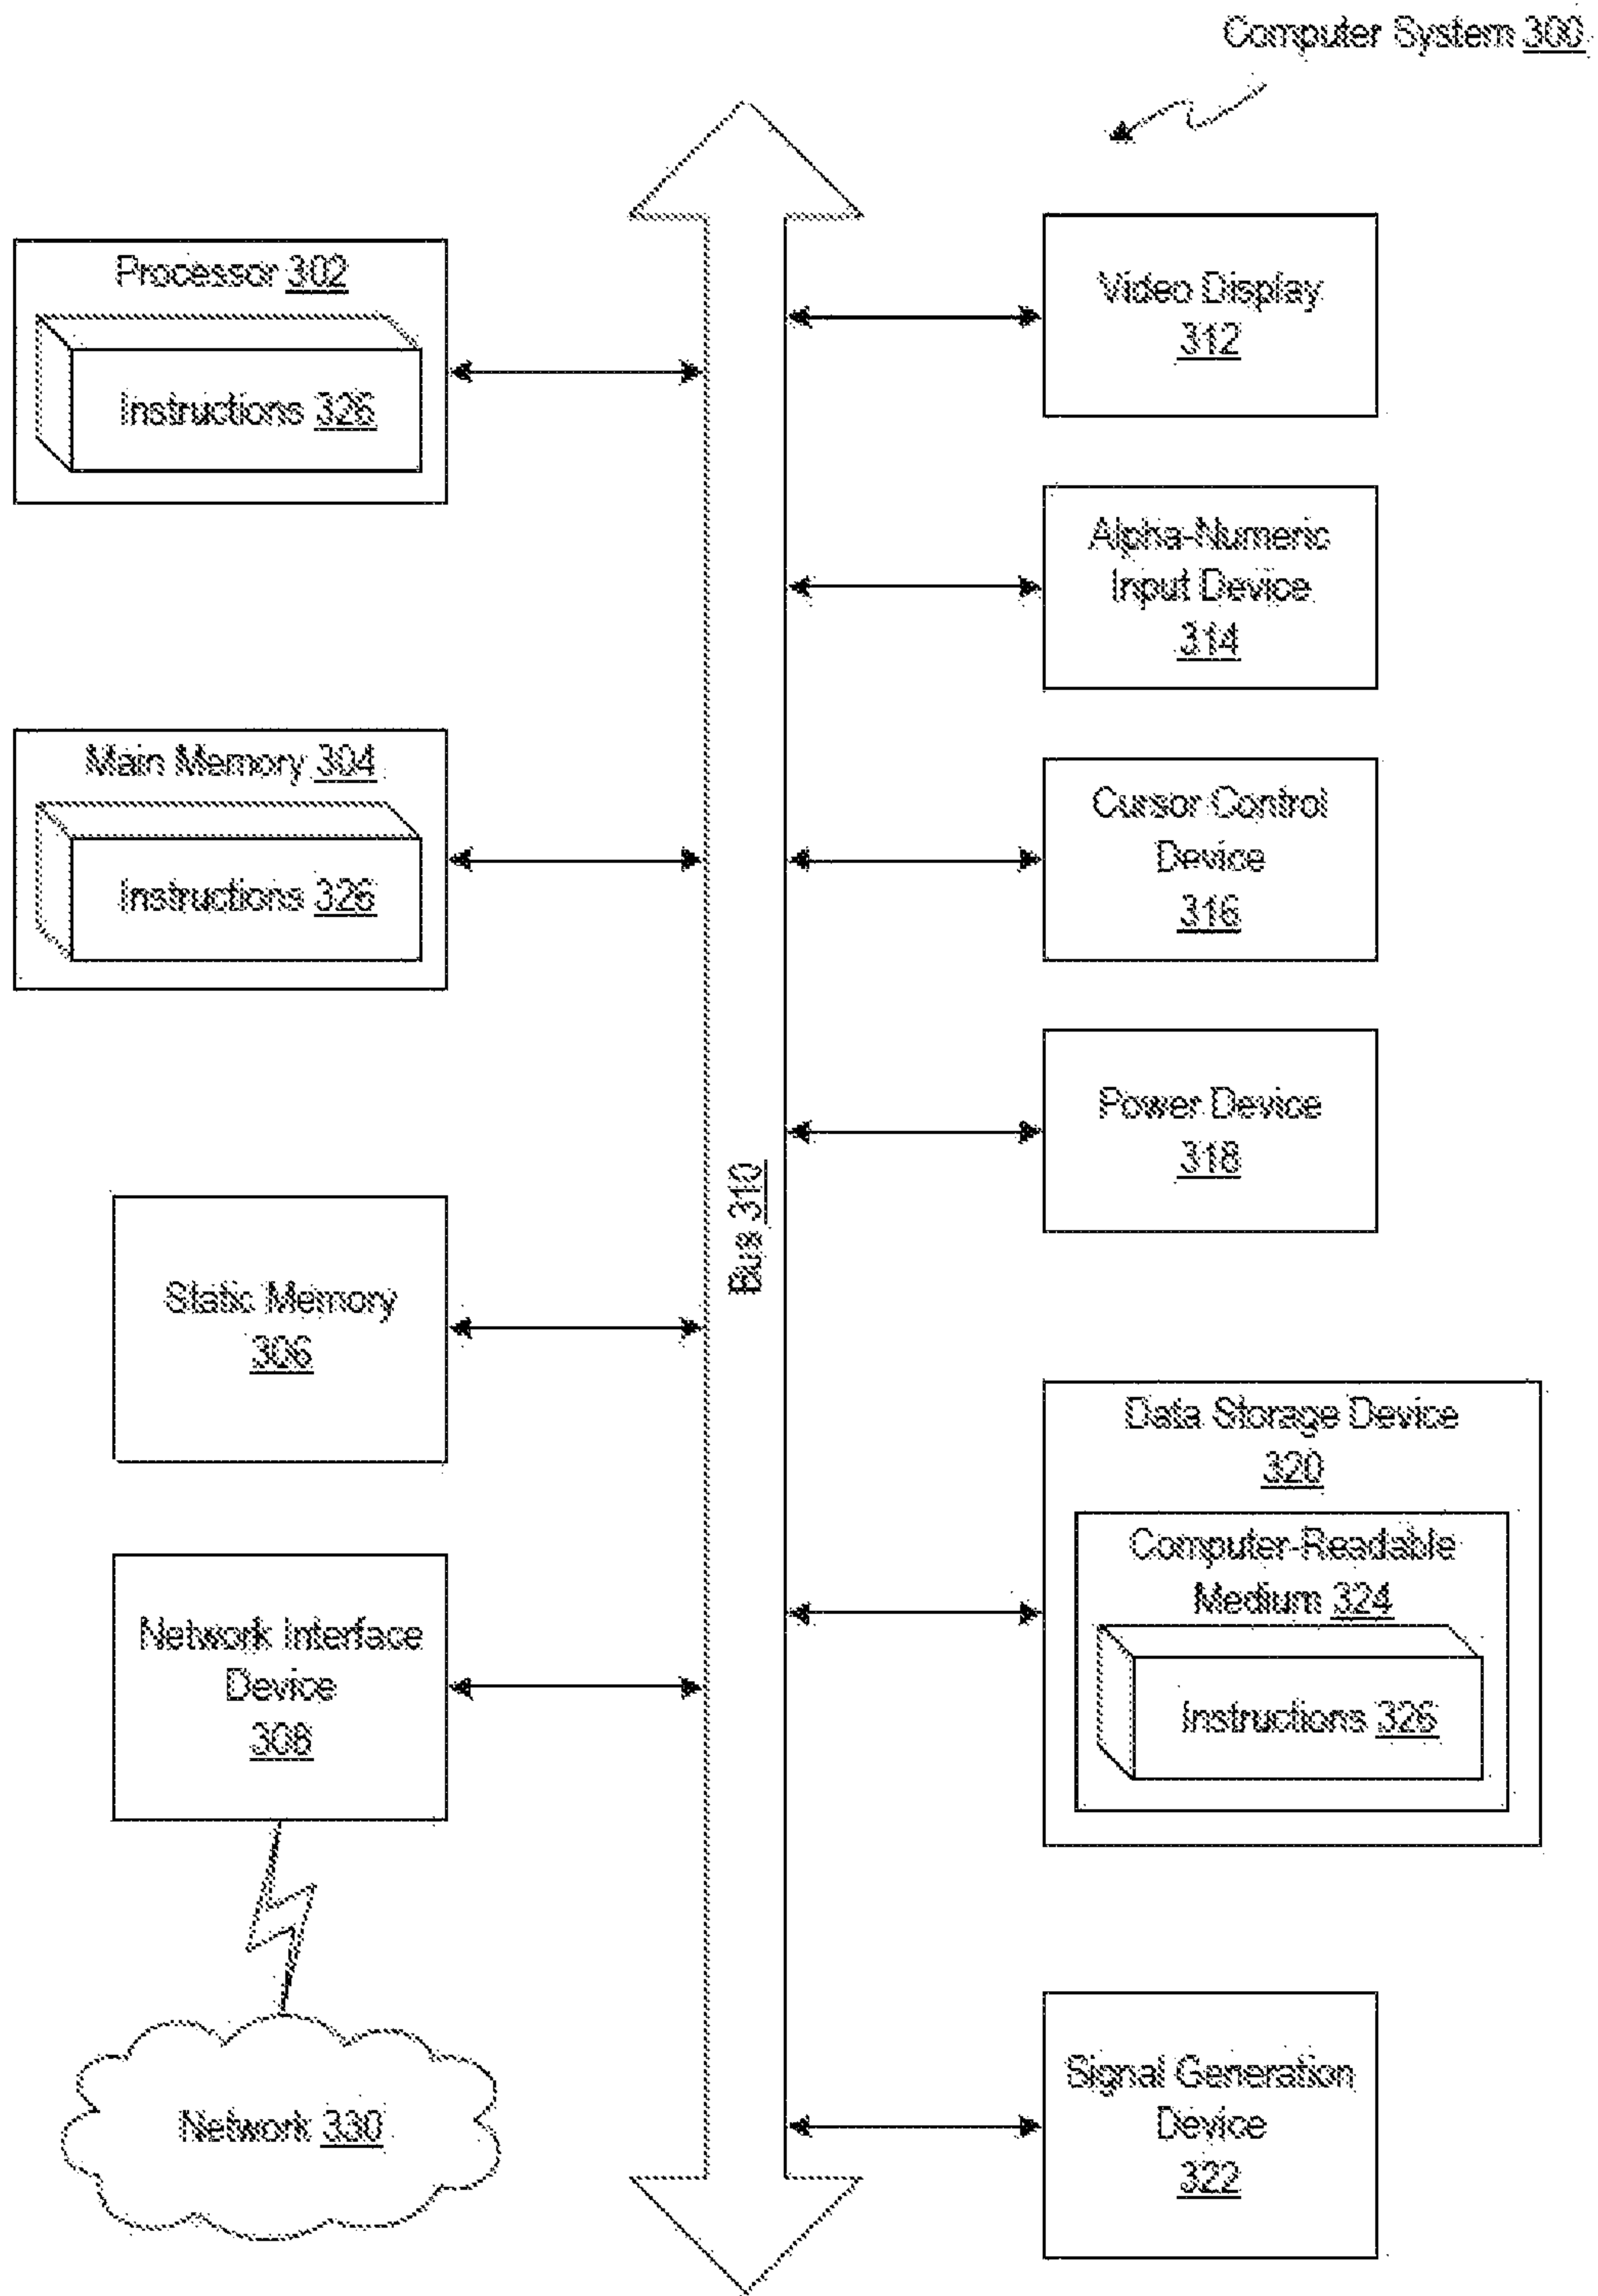 Computer System 300
Processor 302
Instructions 326
Main Memory 304
Instructions 326
Static Memory
306
Network Interface
Device
308
Network 330
Bus 310
Video Display
312
Alpha-Numeric
Input Device
314
Cursor Control
Device
316
Power Device
318
Data Storage Device
320
Computer-Readable
Medium 324
Instructions 326
Signal Generation
Device
322